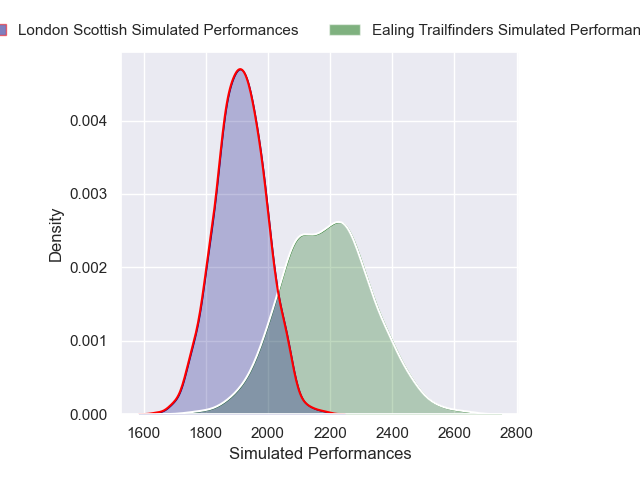 London Scottish Simulated Performances
Ealing Trailfinders Simulated
0.004
0.003
0.002
0.001
0.000
Density
1600 1800 2000 2200 2400 2600 2800
Simulated Performances